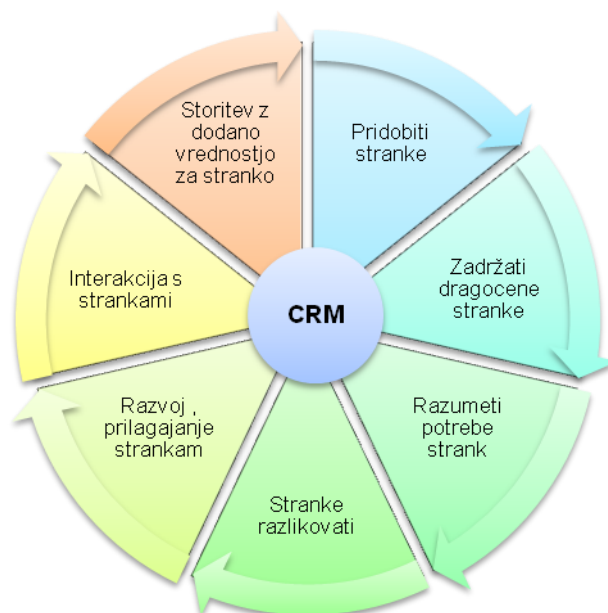 Storitev z
dodano
vrednostjo
za stranko
Pridobiti
stranke
Zadržati
dragocene
stranke
Razumeti
potrebe
strank
Stranke
razlikovati
Razvoj ,
prilagajanje
strankam
Interakcija s
strankami
CRM